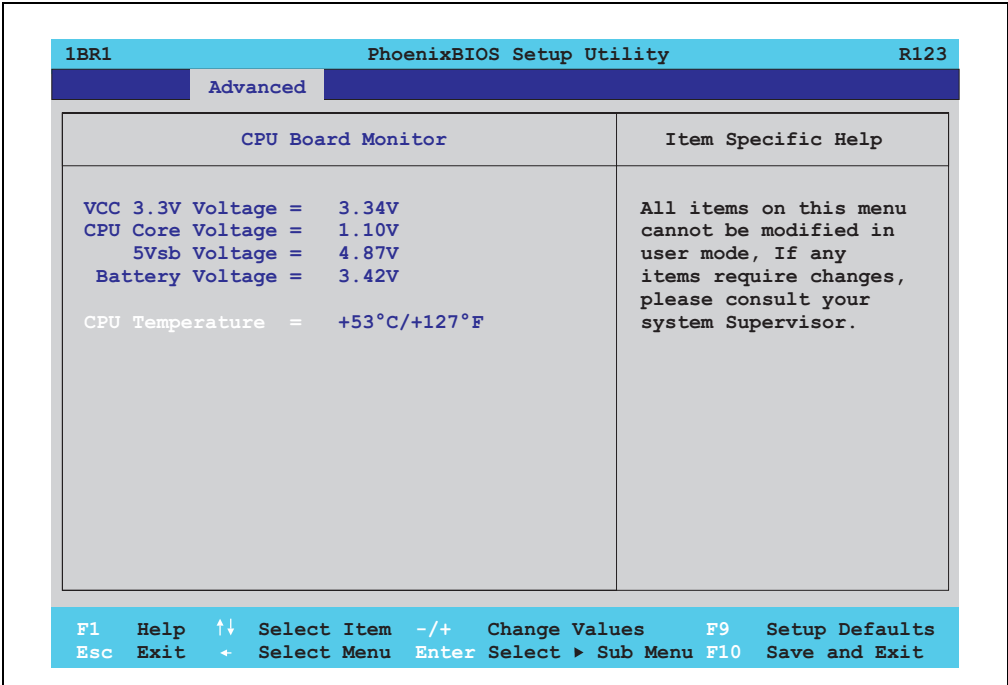 1BR1 PhoenixBIOS Setup Utility R123
Advanced
CPU Board Monitor
VCC 3.3V Voltage = 3.34V
CPU Core Voltage = 1.10V
5Vsb Voltage = 4.87V
Battery Voltage = 3.42V
CPU Temperature = +53°C/+127°F
Item Specific Help
All items on this menu
cannot be modified in
user mode, If any
items require changes,
please consult your
system Supervisor.
F1 Help ↑↓ Select Item -/+ Change Values F9 Setup Defaults
Esc Exit ← Select Menu Enter Select ▶ Sub Menu F10 Save and Exit